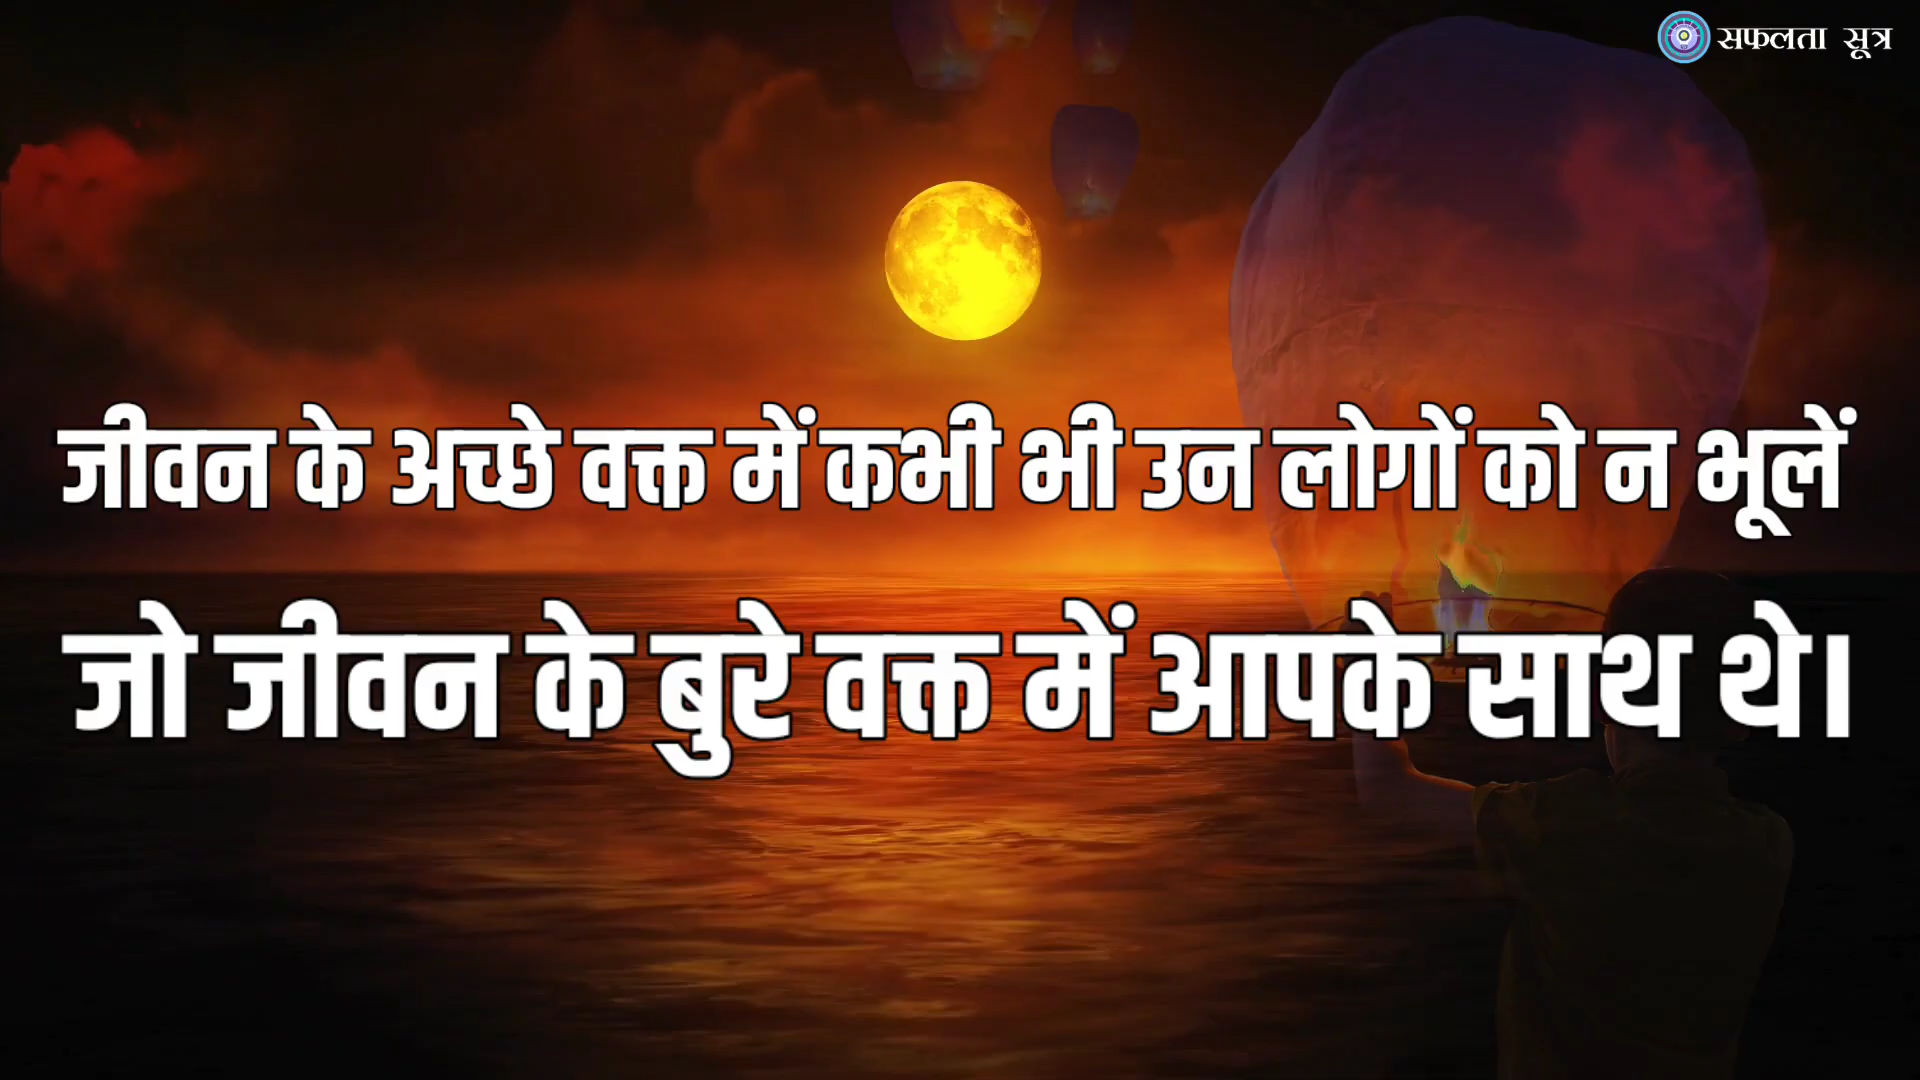 सफलता सूत्र
जीवन के अच्छे वक्त में कभी भी उन लोगों को न भूलें
जो जीवन के बुरे वक्त में आपके साथ थे।